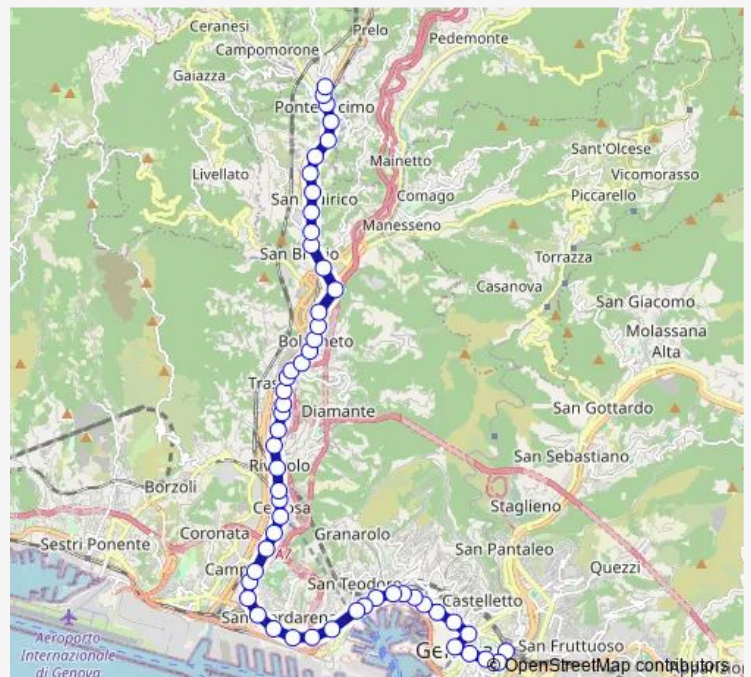 Ceranesi
Prelo
Campomorone
Pedemonte
Gaiazza
Sant'Olcese
Mainetto
Livellato
Vicomorasso
Comago
Piccarello
Manesseno
Torrazza
Casanova
San Giacomo
Molassana
Alta
Diamante
San Gottardo
San Sebastiano
Borzoli
Staglieno
Coronata
Granarolo
Sestri Ponente
A7
San Pantaleo
Quezzi
Castelletto
San Fruttuoso
Aeroporto
Internazionale
di Genova
© OpenStreetMap contributors